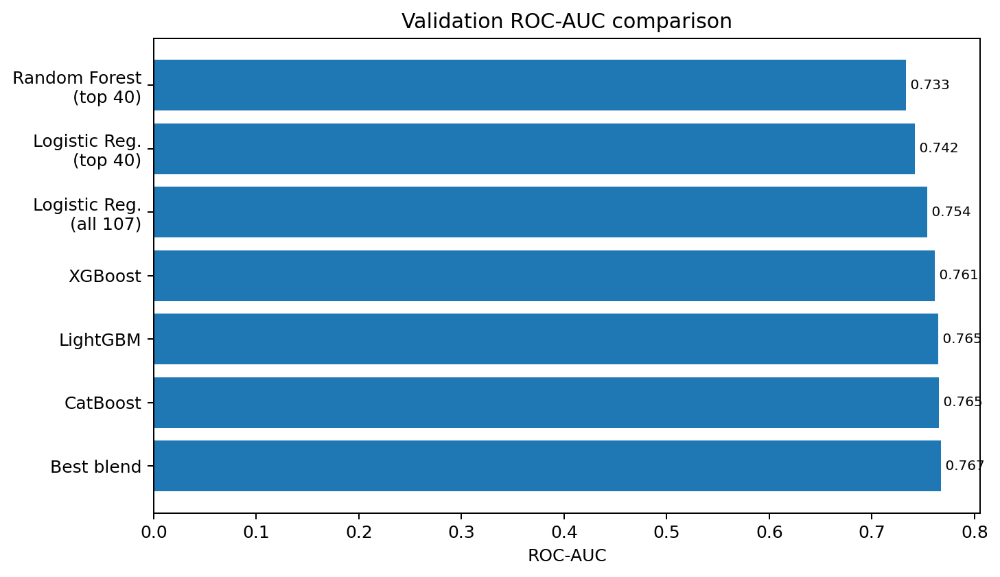 Validation ROC-AUC comparison
Random Forest
(top 40)
0.733
Logistic Reg.
(top 40)
0.742
Logistic Reg.
(all 107)
0.754
XGBoost
0.761
LightGBM
0.765
CatBoost
0.765
Best blend
0.767
0.0 0.1 0.2 0.3 0.4 0.5 0.6 0.7 0.8
ROC-AUC